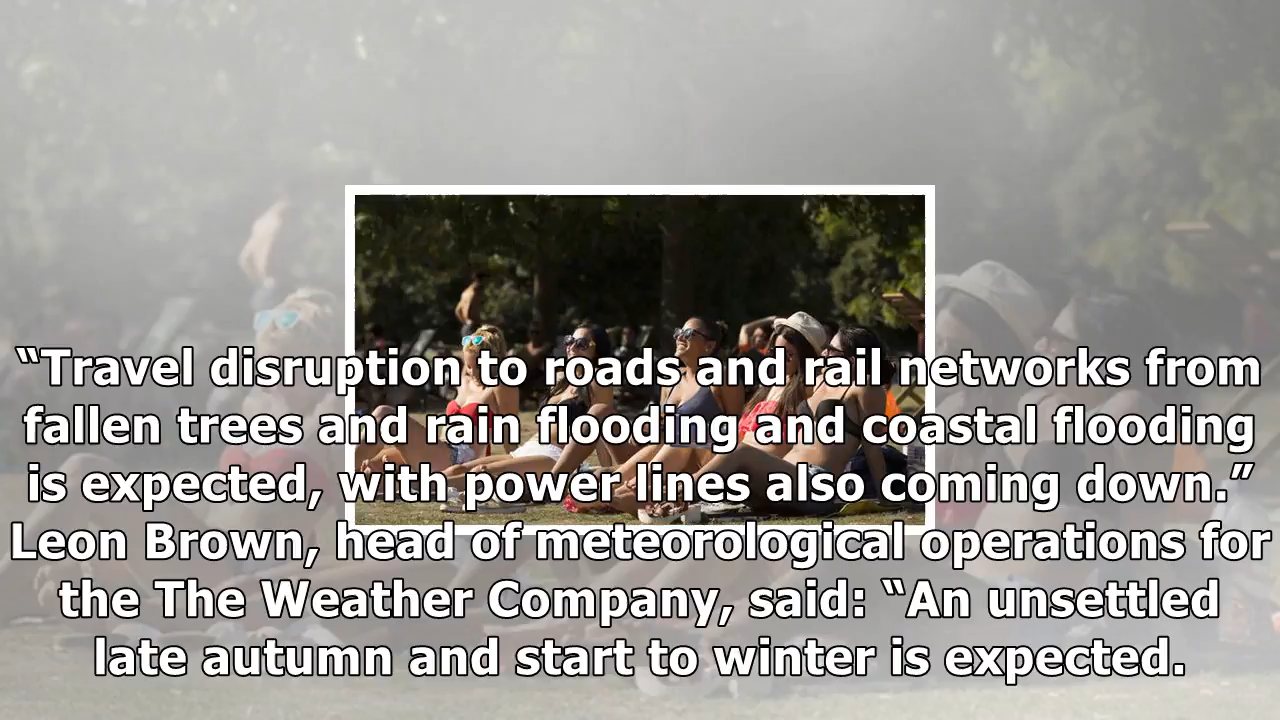 “Travel disruption to roads and rail networks from
fallen trees and rain flooding and coastal flooding
is expected, with power lines also coming down.”
Leon Brown, head of meteorological operations for
the The Weather Company, said: “An unsettled
late autumn and start to winter is expected.